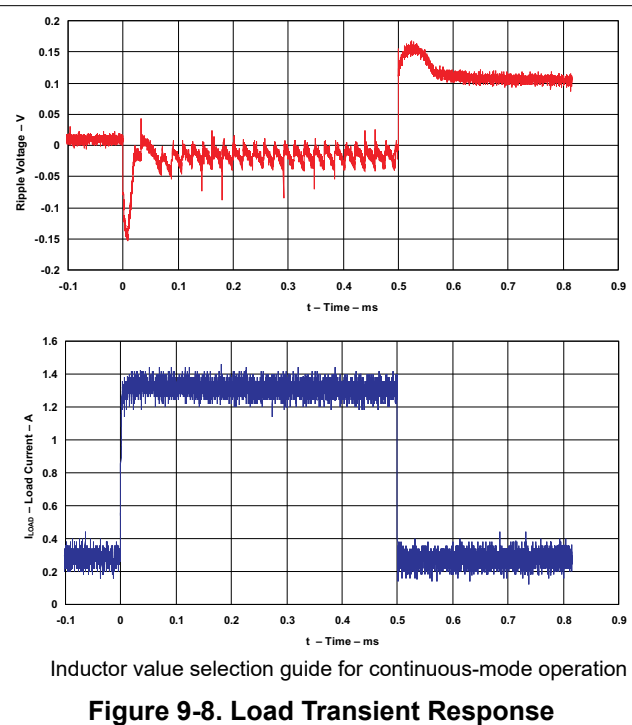 0.2
0.15
0.1
0.05
0
-0.05
-0.1
-0.15
-0.2
Ripple Voltage – V
-0.1 0 0.1 0.2 0.3 0.4 0.5 0.6 0.7 0.8 0.9
t – Time – ms
1.6
1.4
1.2
1
0.8
0.6
0.4
0.2
0
ILOAD – Load Current – A
-0.1 0 0.1 0.2 0.3 0.4 0.5 0.6 0.7 0.8 0.9
t – Time – ms
Inductor value selection guide for continuous-mode operation
Figure 9-8. Load Transient Response